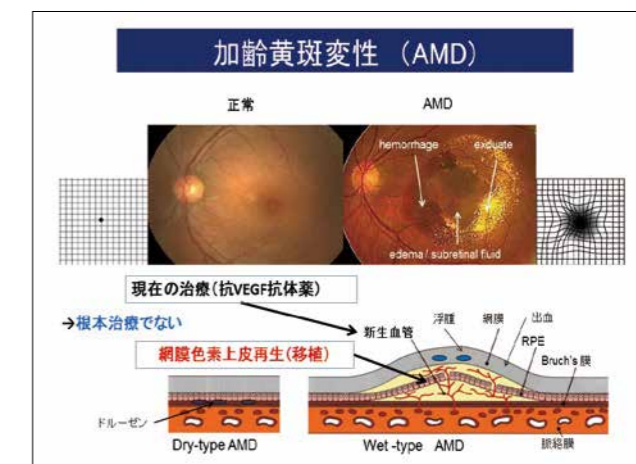 加齢黄斑変性 （AMD）
正常
AMD
hemorrhage
exduate
edema / subretinal fluid
現在の治療（抗VEGF抗体薬）
→根本治療でない
網膜色素上皮再生（移植）
新生血管
浮腫
網膜
出血
RPE
Bruch's 膜
ドルーゼン
脈絡膜
Dry-type AMD
Wet -type AMD